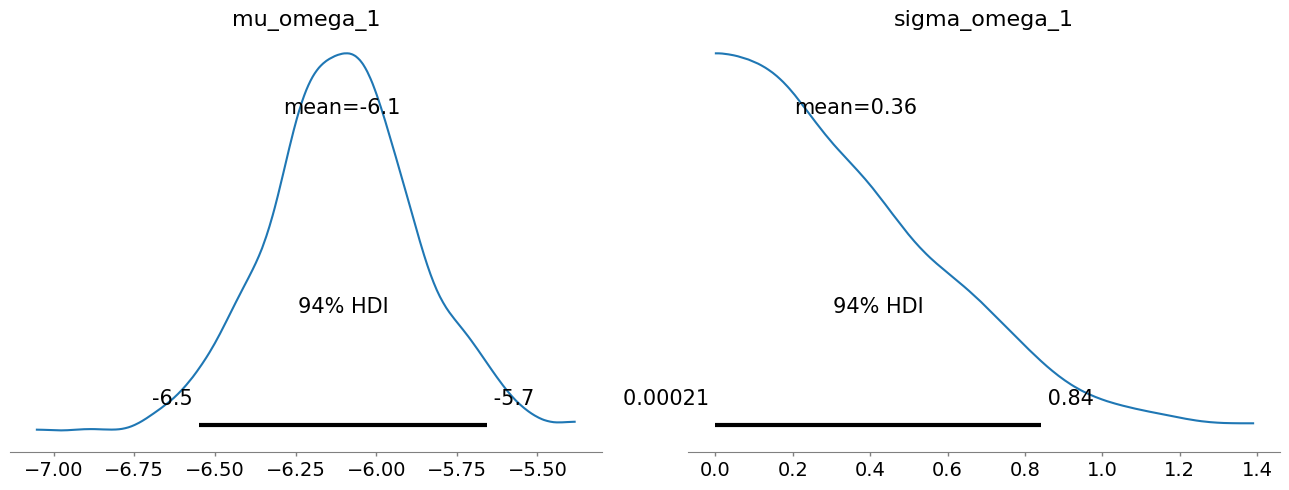 mu_omega_1
mean=-6.1
94% HDI
-6.5
-5.7
−7.00 −6.75 −6.50 −6.25 −6.00 −5.75 −5.50
sigma_omega_1
mean=0.36
94% HDI
0.00021
0.84
0.0 0.2 0.4 0.6 0.8 1.0 1.2 1.4